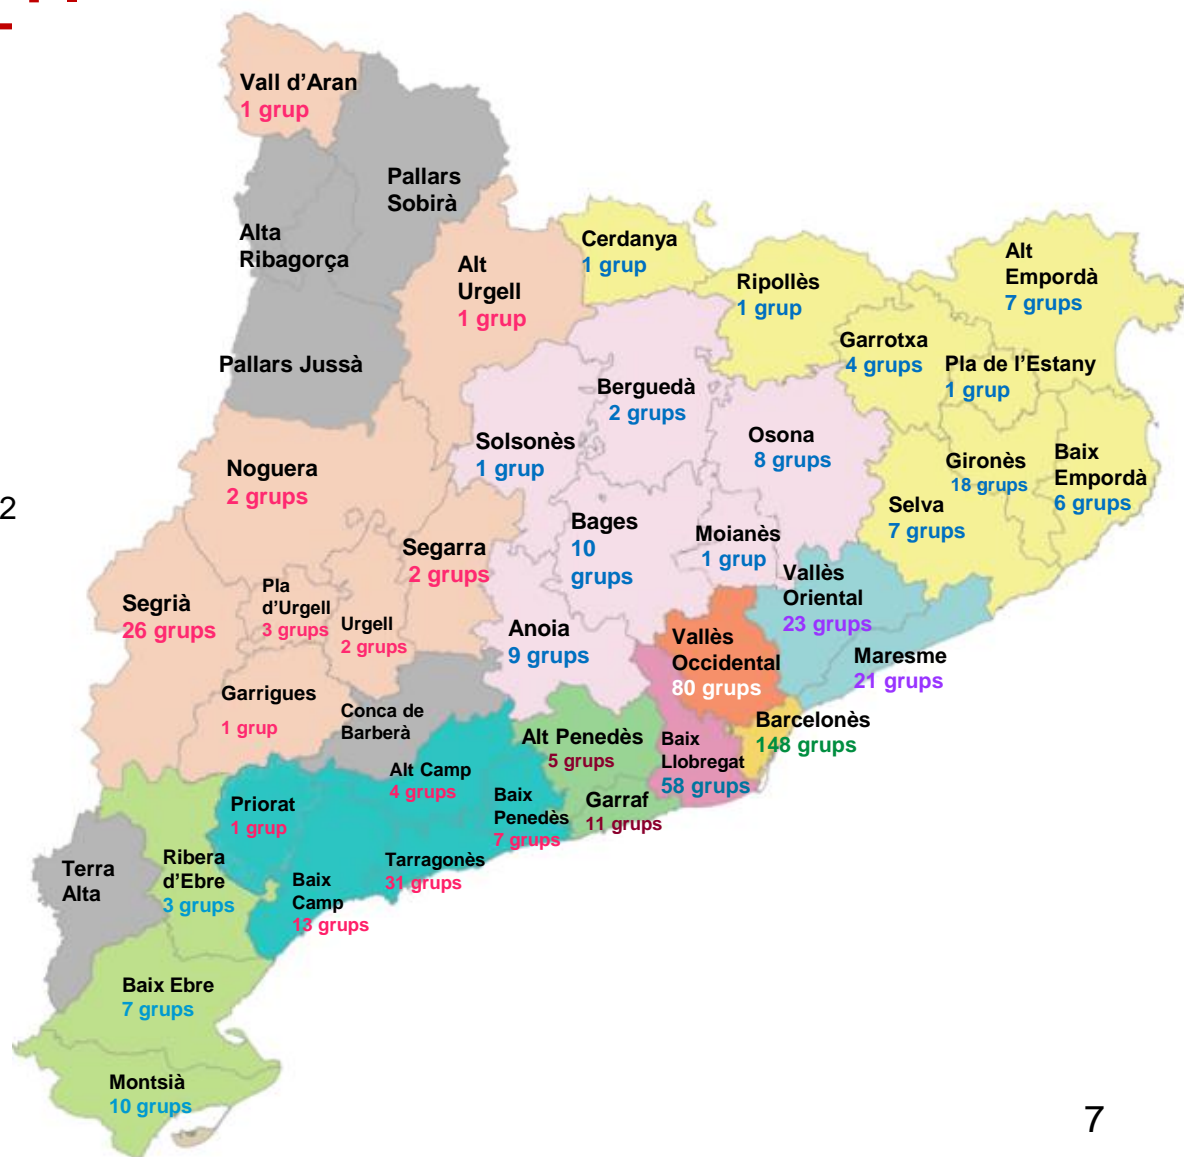 Vall d’Aran
1 grup
Pallars
Sobirà
Alta
Ribagorça
Alt
Urgell
1 grup
Cerdanya
1 grup
Ripollès
1 grup
Alt
Empordà
7 grups
Garrotxa
4 grups
Pla de l’Estany
1 grup
Pallars Jussà
Berguedà
2 grups
Solsonès
1 grup
Osona
8 grups
Gironès
18 grups
Baix
Empordà
6 grups
Noguera
2 grups
Selva
7 grups
2
Bages
10
grups
Moianès
1 grup
Segarra
2 grups
Vallès
Oriental
23 grups
Segrià
26 grups
Pla
d’Urgell
3 grups
Urgell
2 grups
Anoia
9 grups
Vallès
Occidental
80 grups
Maresme
21 grups
Garrigues
1 grup
Conca de
Barberà
Alt Penedès
5 grups
Baix
Llobregat
58 grups
Barcelonès
148 grups
Alt Camp
4 grups
Priorat
1 grup
Baix
Penedès
7 grups
Garraf
11 grups
Terra
Alta
Ribera
d’Ebre
3 grups
Baix
Camp
13 grups
Tarragonès
31 grups
Baix Ebre
7 grups
Montsià
10 grups
7